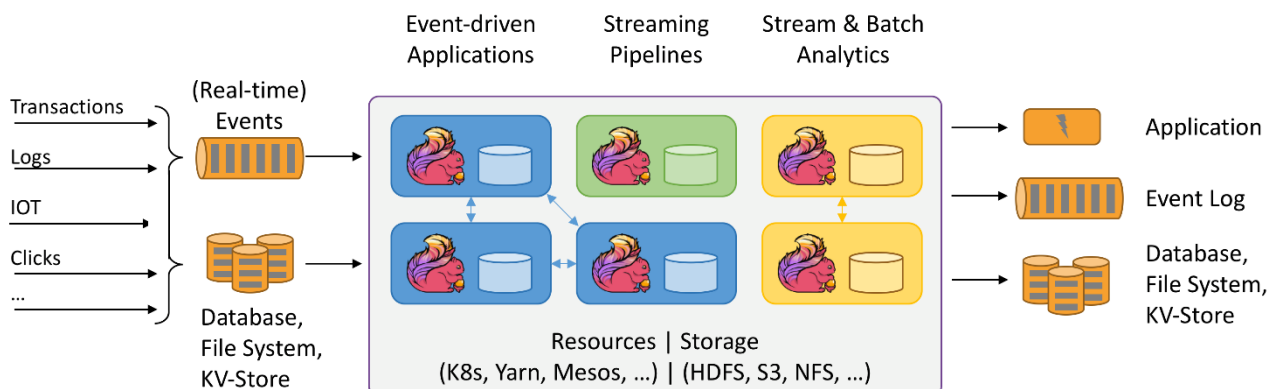 Event-driven
Applications
Streaming
Pipelines
Stream & Batch
Analytics
Transactions
Logs
IOT
Clicks
...
(Real-time)
Events
Database,
File System,
KV-Store
Resources | Storage
(K8s, Yarn, Mesos, ...) | (HDFS, S3, NFS, ...)
Application
Event Log
Database,
File System,
KV-Store